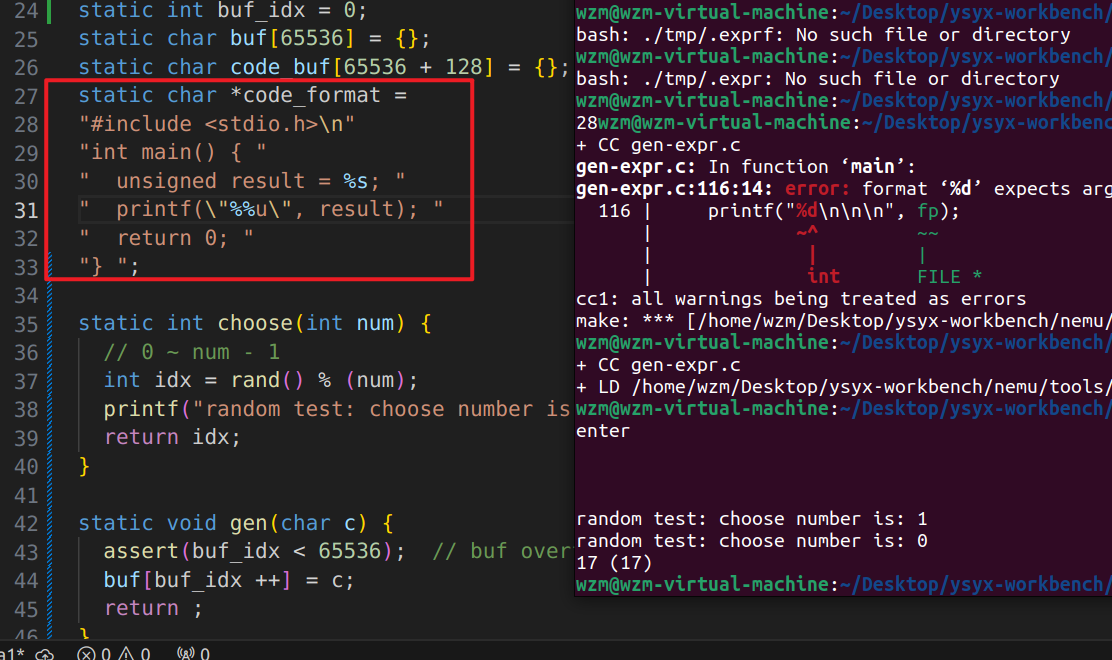 24 static int buf_idx = 0;
25 static char buf[65536] = {};
26 static char code_buf[65536 + 128] = {};
27 static char *code_format =
28 "#include <stdio.h>\n"
29 "int main() { "
30 "  unsigned result = %s; "
31 "  printf(\"%%u\", result); "
32 "  return 0; "
33 "} ";
34
35 static int choose(int num) {
36   // 0 ~ num - 1
37   int idx = rand() % (num);
38   printf("random test: choose number is
39   return idx;
40 }
41
42 static void gen(char c) {
43   assert(buf_idx < 65536);  // buf over
44   buf[buf_idx ++] = c;
45   return ;
46 }
a1* 0 0 0
wzm@wzm-virtual-machine:~/Desktop/ysyx-workbench/
bash: ./tmp/.exprf: No such file or directory
wzm@wzm-virtual-machine:~/Desktop/ysyx-workbench/
bash: ./tmp/.expr: No such file or directory
wzm@wzm-virtual-machine:~/Desktop/ysyx-workbench/
28wzm@wzm-virtual-machine:~/Desktop/ysyx-workbenc
+ CC gen-expr.c
gen-expr.c: In function ‘main’:
gen-expr.c:116:14: error: format ‘%d’ expects arg
  116 |     printf("%d\n\n\n", fp);
      |             ~^         ~~
      |              |         |
      |              int       FILE *
cc1: all warnings being treated as errors
make: *** [/home/wzm/Desktop/ysyx-workbench/nemu/
wzm@wzm-virtual-machine:~/Desktop/ysyx-workbench/
+ CC gen-expr.c
+ LD /home/wzm/Desktop/ysyx-workbench/nemu/tools/
wzm@wzm-virtual-machine:~/Desktop/ysyx-workbench/
enter
random test: choose number is: 1
random test: choose number is: 0
17 (17)
wzm@wzm-virtual-machine:~/Desktop/ysyx-workbench/